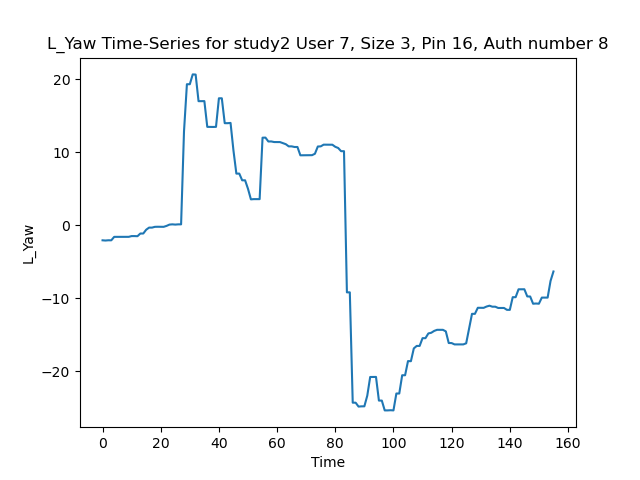 L_Yaw Time-Series for study2 User 7, Size 3, Pin 16, Auth number 8
20
10
0
−10
−20
L_Yaw
0 20 40 60 80 100 120 140 160
Time